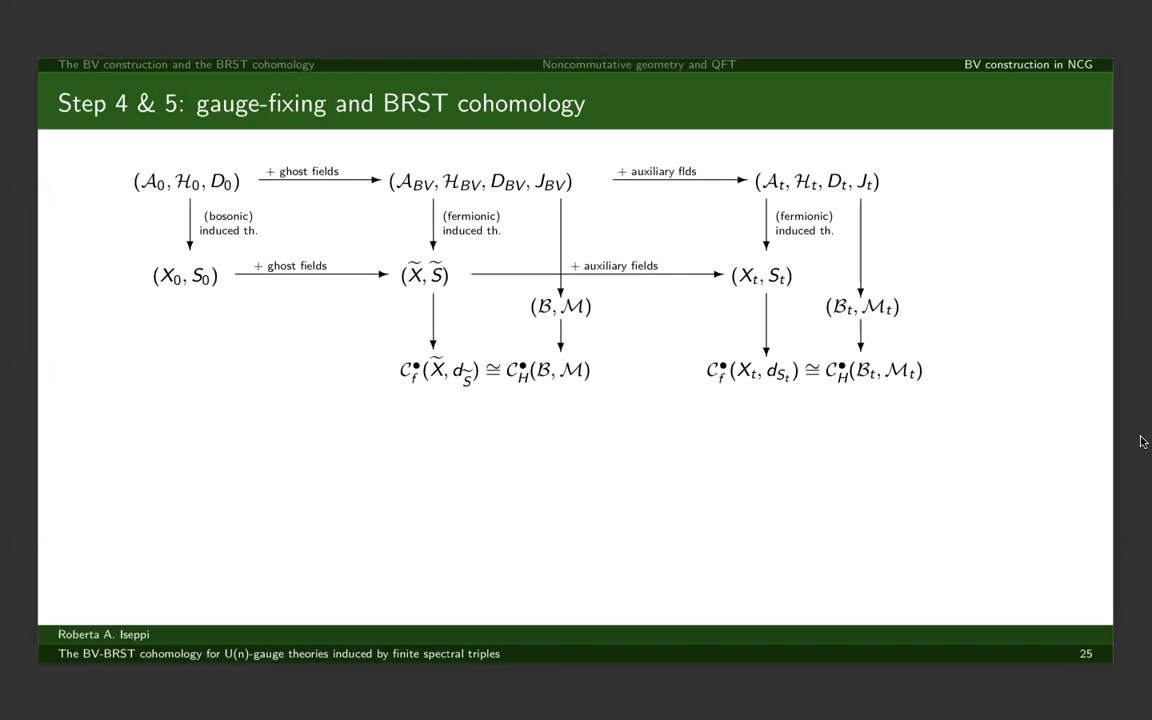 The BV construction and the BRST cohomology Noncommutative geometry and QFT BV construction in NCG
Step 4 & 5: gauge-fixing and BRST cohomology
(𝒜₀, ℋ₀, D₀) + ghost fields (𝒜_BV, ℋ_BV, D_BV, J_BV) + auxiliary flds (𝒜_t, ℋ_t, D_t, J_t)
(bosonic) (fermionic) (fermionic)
induced th. induced th. induced th.
(X₀, S₀) + ghost fields (X̃, S̃) + auxiliary fields (X_t, S_t)
(ℬ, ℳ) (ℬ_t, ℳ_t)
𝒞_f^•(X̃, d_S̃) ≅ 𝒞_H^•(ℬ, ℳ) 𝒞_f^•(X_t, d_{S_t}) ≅ 𝒞_H^•(ℬ_t, ℳ_t)
Roberta A. Iseppi
The BV-BRST cohomology for U(n)-gauge theories induced by finite spectral triples 25